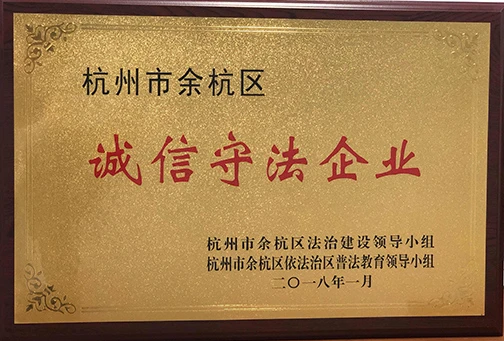 杭州市余杭区
诚信守法企业
杭州市余杭区法治建设领导小组
杭州市余杭区依法治区普法教育领导小组
二〇一八年一月